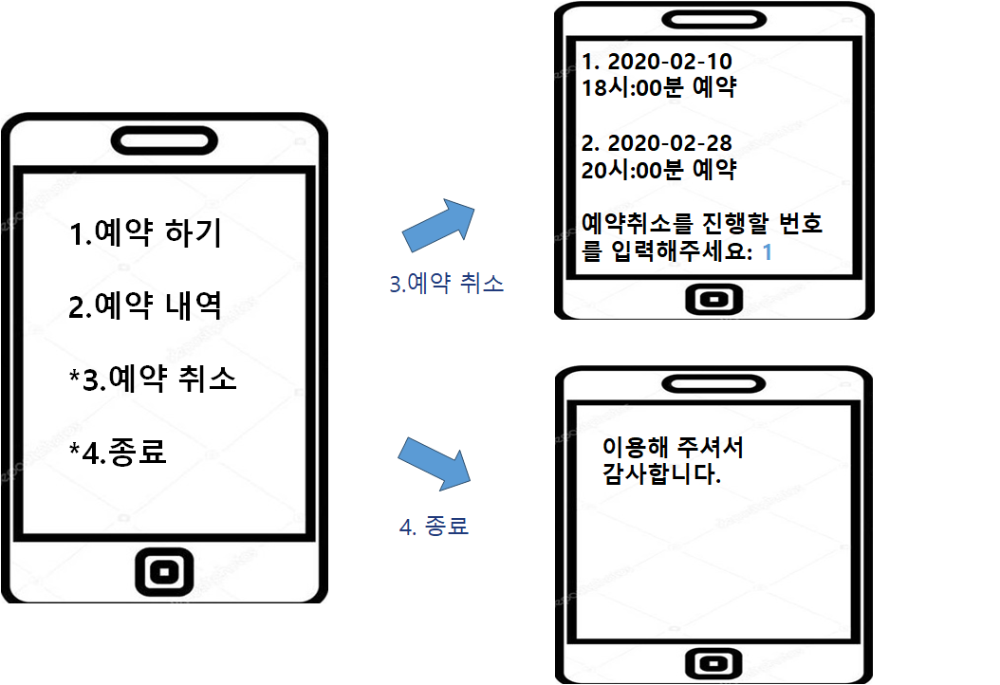 1.예약 하기
2.예약 내역
*3.예약 취소
*4.종료
3.예약 취소
1. 2020-02-10
18시:00분 예약
2. 2020-02-28
20시:00분 예약
예약취소를 진행할 번호
를 입력해주세요: 1
4. 종료
이용해 주셔서
감사합니다.